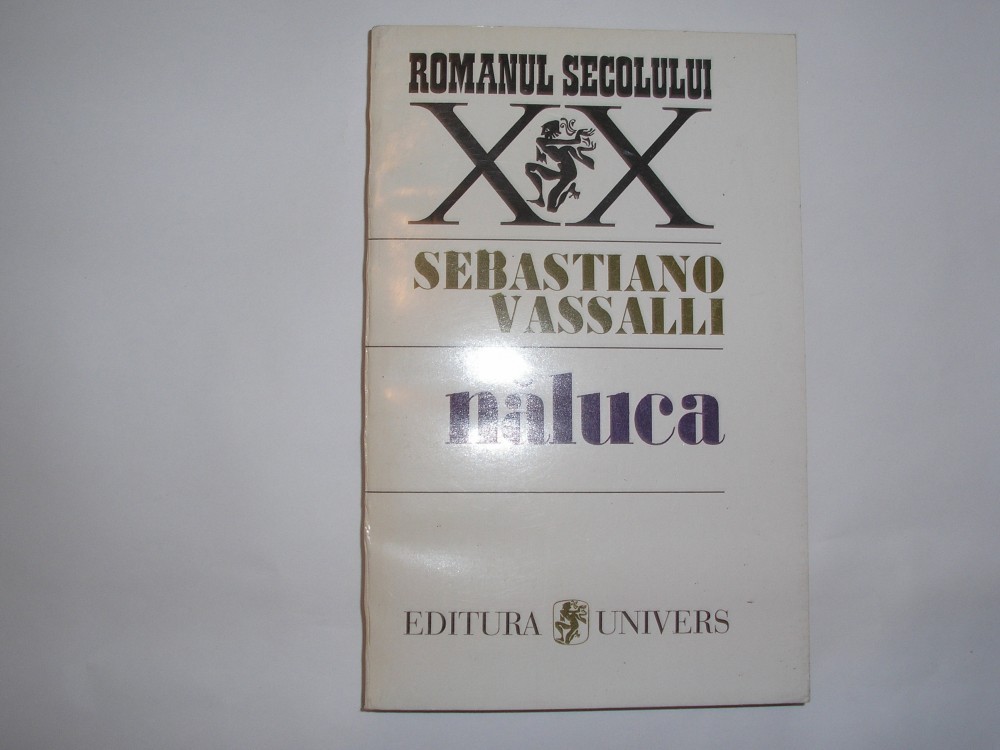 ROMANUL SECOLULUI
XX
SEBASTIANO
VASSALLI
năluca
EDITURA UNIVERS